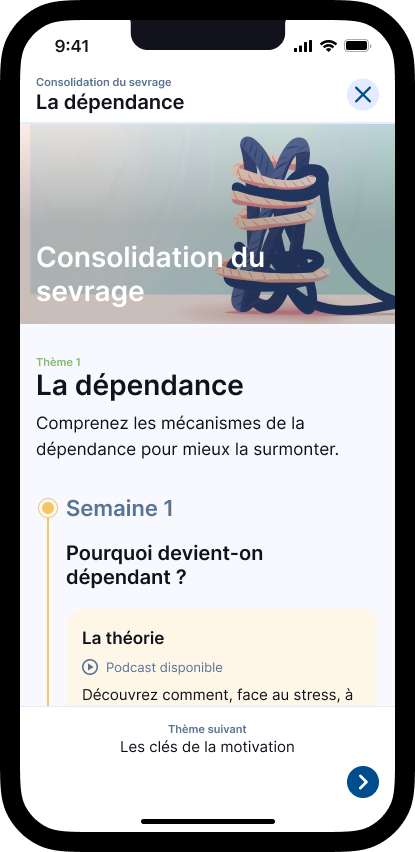 9:41
Consolidation du sevrage
La dépendance
Consolidation du
sevrage
Thème 1
La dépendance
Comprenez les mécanismes de la
dépendance pour mieux la surmonter.
Semaine 1
Pourquoi devient-on
dépendant ?
La théorie
Podcast disponible
Découvrez comment, face au stress, à
Thème suivant
Les clés de la motivation